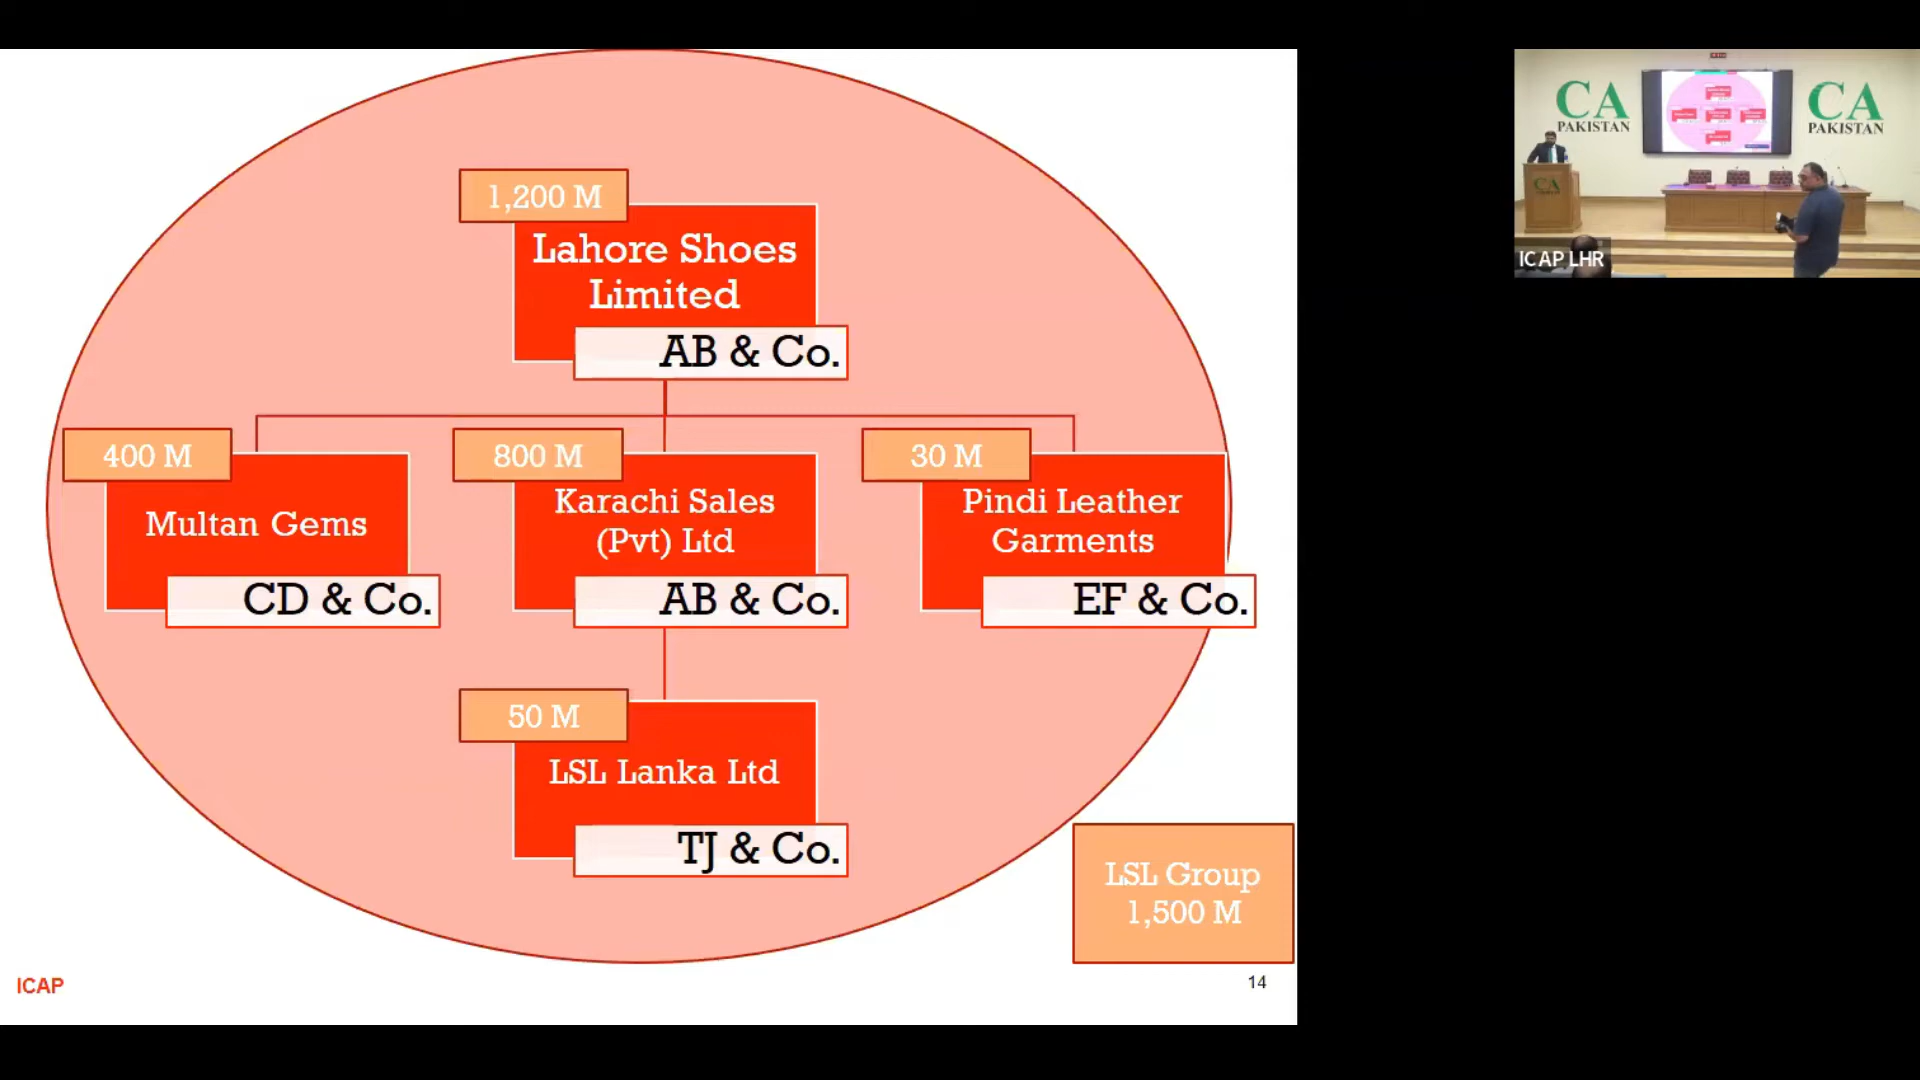 1,200 M
Lahore Shoes
Limited
AB & Co.
400 M
Multan Gems
CD & Co.
800 M
Karachi Sales
(Pvt) Ltd
AB & Co.
30 M
Pindi Leather
Garments
EF & Co.
50 M
LSL Lanka Ltd
TJ & Co.
LSL Group
1,500 M
ICAP
14
CA
PAKISTAN
CA
PAKISTAN
CA
ICAP LHR